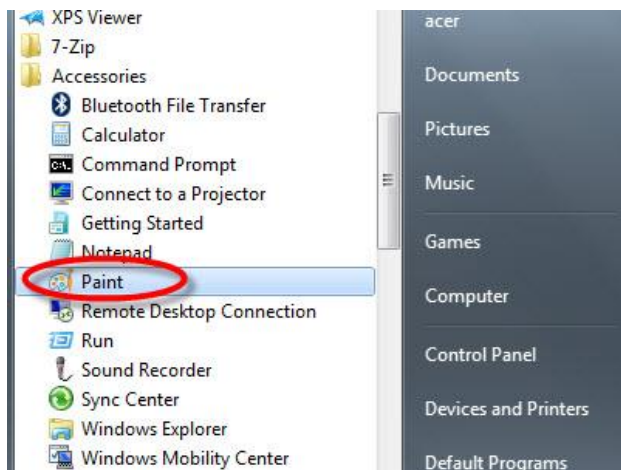 XPS Viewer
7-Zip
Accessories
Bluetooth File Transfer
Calculator
Command Prompt
Connect to a Projector
Getting Started
Notepad
Paint
Remote Desktop Connection
Run
Sound Recorder
Sync Center
Windows Explorer
Windows Mobility Center
acer
Documents
Pictures
Music
Games
Computer
Control Panel
Devices and Printers
Default Programs